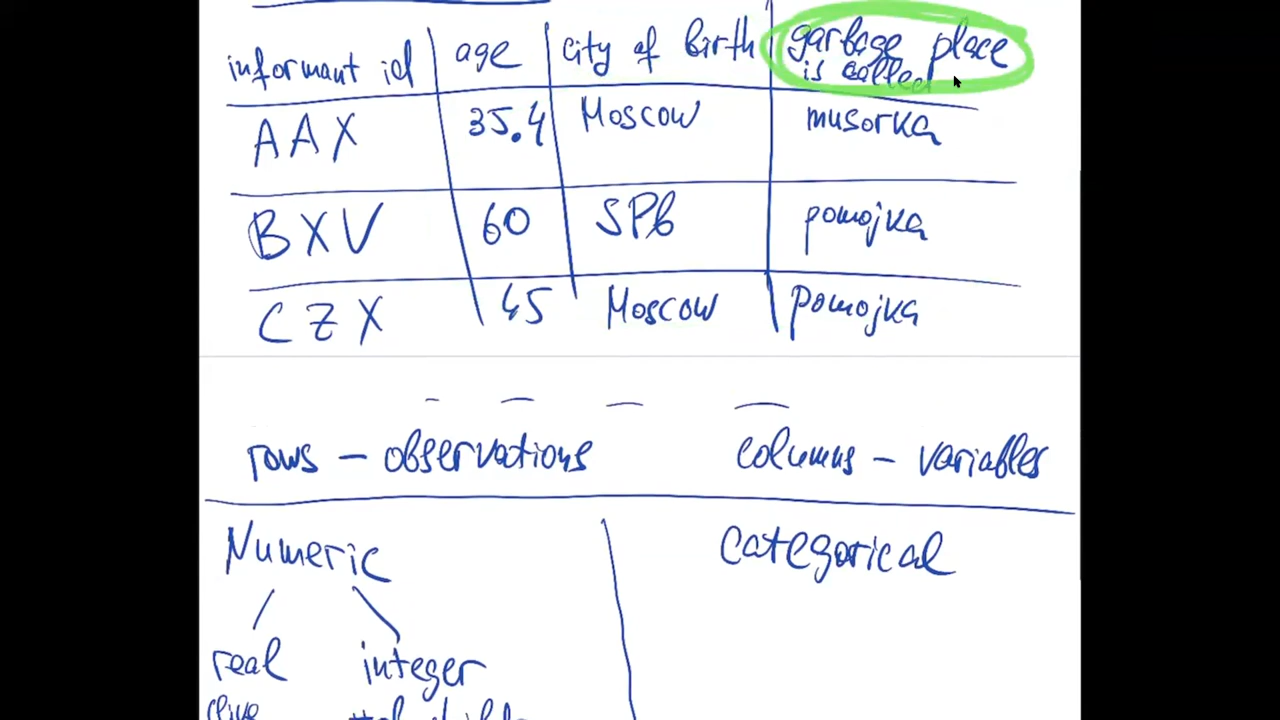 informant id age city of birth garbage place is called
AAX 35.4 Moscow musorka
BXV 60 SPb pomojka
CZX 45 Moscow pomojka
rows – observations columns – variables
Numeric categorical
real integer